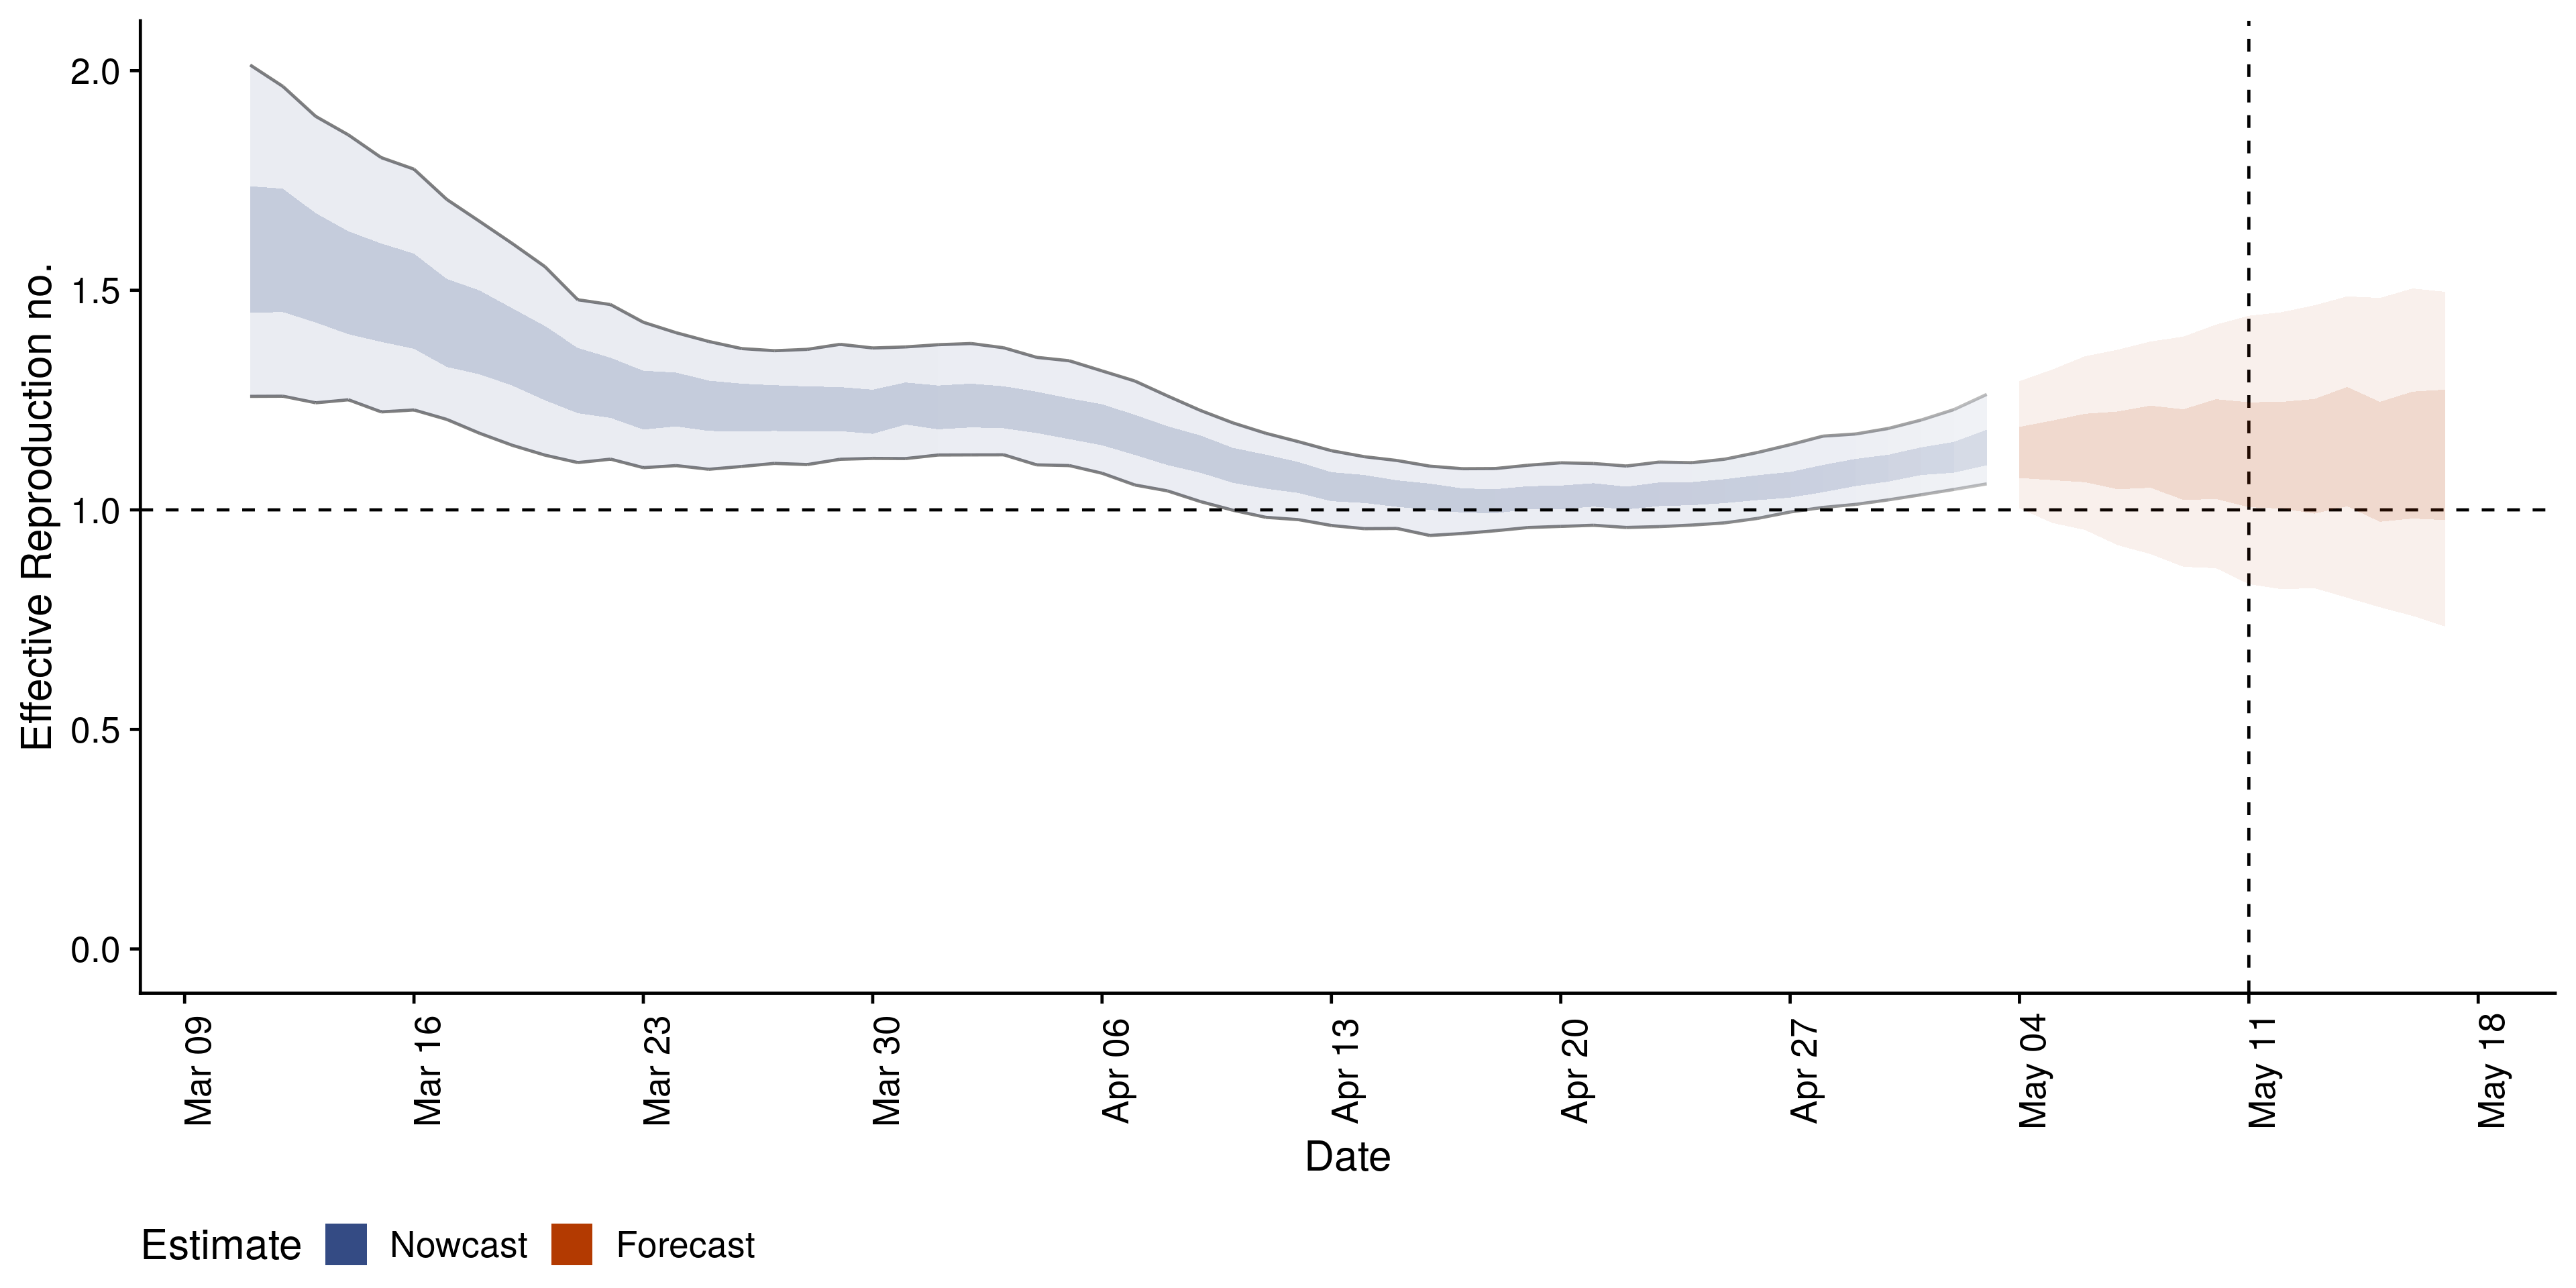 Effective Reproduction no.
2.0
1.5
1.0
0.5
0.0
Mar 09
Mar 16
Mar 23
Mar 30
Apr 06
Apr 13
Apr 20
Apr 27
May 04
May 11
May 18
Date
Estimate Nowcast Forecast